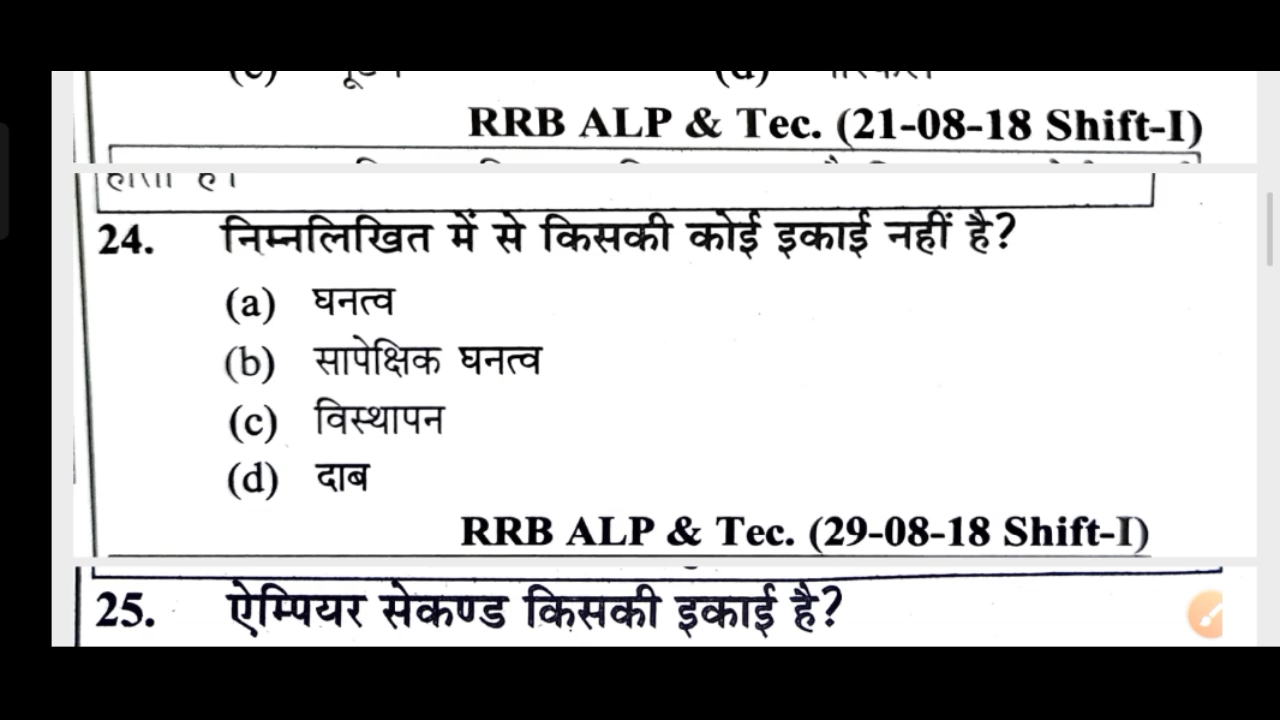 RRB ALP & Tec. (21-08-18 Shift-I)
24. निम्नलिखित में से किसकी कोई इकाई नहीं है?
(a) घनत्व
(b) सापेक्षिक घनत्व
(c) विस्थापन
(d) दाब
RRB ALP & Tec. (29-08-18 Shift-I)
25. ऐम्पियर सेकण्ड किसकी इकाई है?